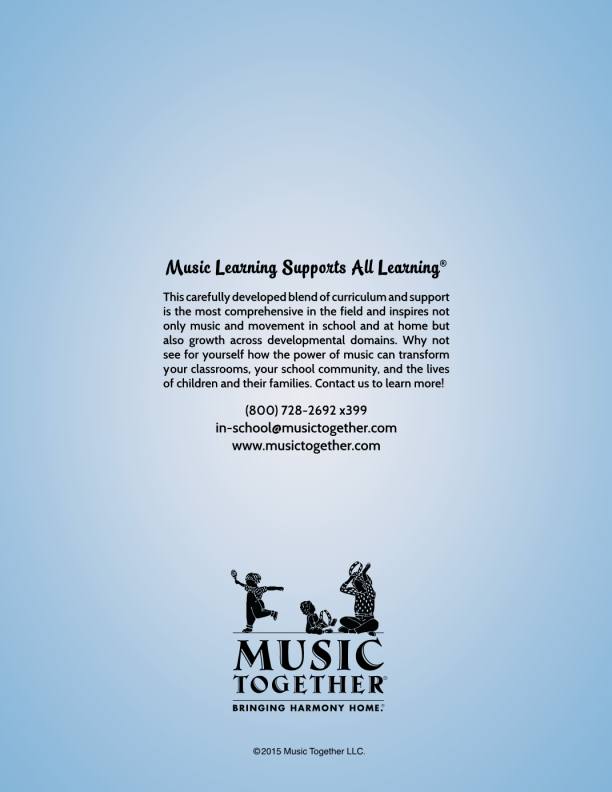 Music Learning Supports All Learning®
This carefully developed blend of curriculum and support
is the most comprehensive in the field and inspires not
only music and movement in school and at home but
also growth across developmental domains. Why not
see for yourself how the power of music can transform
your classrooms, your school community, and the lives
of children and their families. Contact us to learn more!
(800) 728-2692 x399
in-school@musictogether.com
www.musictogether.com
MUSIC
TOGETHER®
BRINGING HARMONY HOME.®
©2015 Music Together LLC.